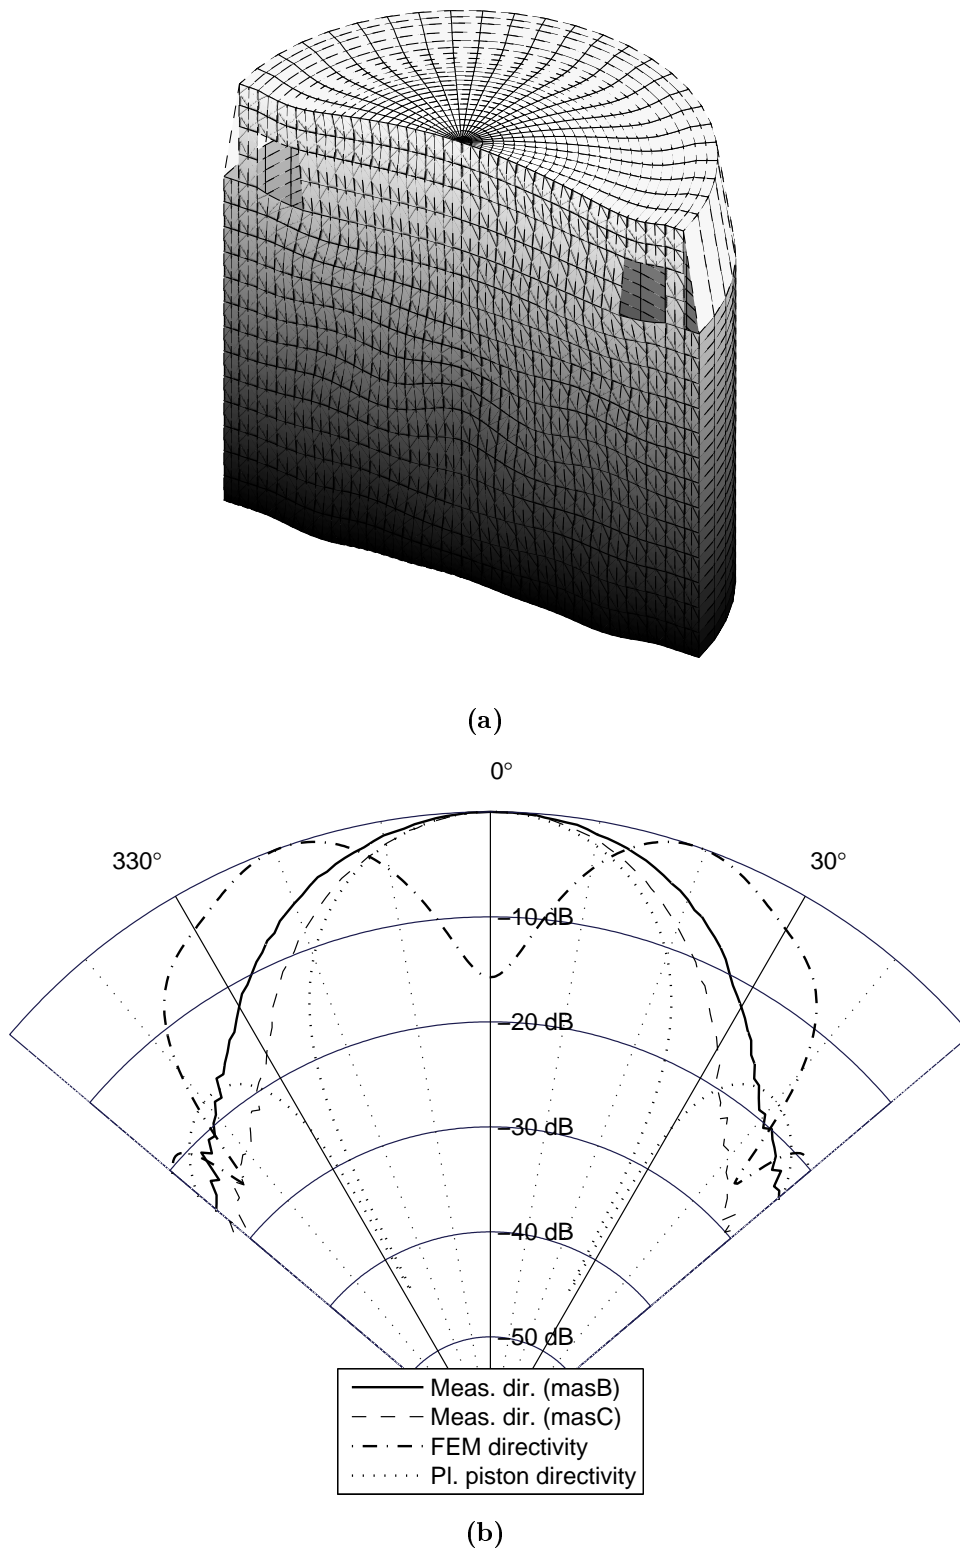 (a)
0°
330°
30°
−10 dB
−20 dB
−30 dB
−40 dB
−50 dB
Meas. dir. (masB)
Meas. dir. (masC)
FEM directivity
Pl. piston directivity
(b)